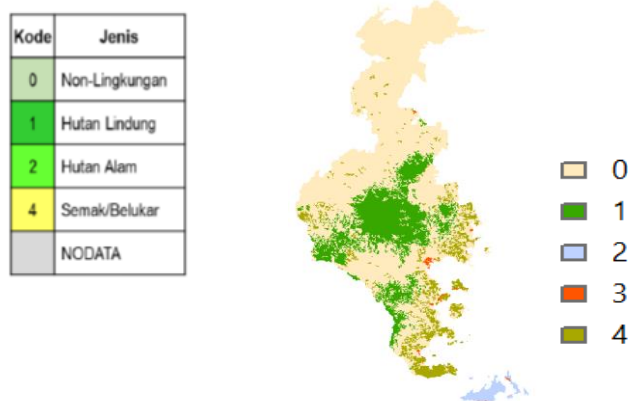 Kode Jenis
0 Non-Lingkungan
1 Hutan Lindung
2 Hutan Alam
4 Semak/Belukar
NODATA
0
1
2
3
4